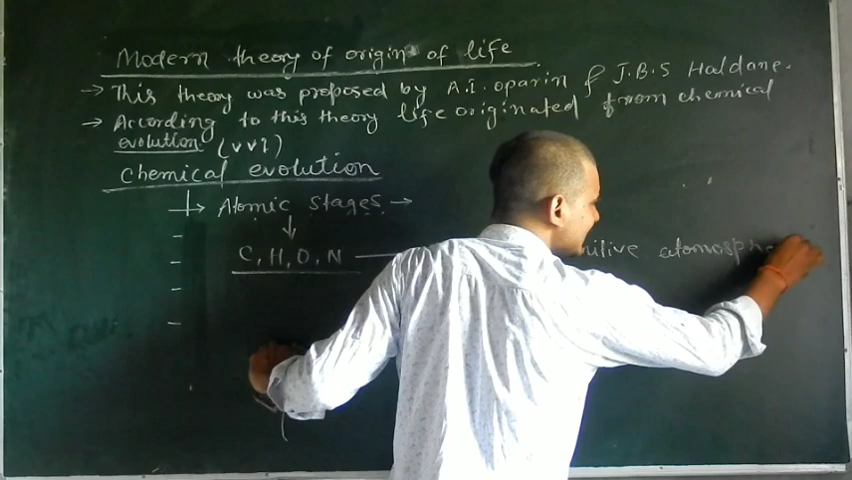 Modern theory of origin of life
→ This theory was proposed by A.I. oparin & J.B.S Haldane.
→ According to this theory life originated from chemical
evolution (VVI)
Chemical evolution
→ Atomic stages →
↓
C, H, O, N —